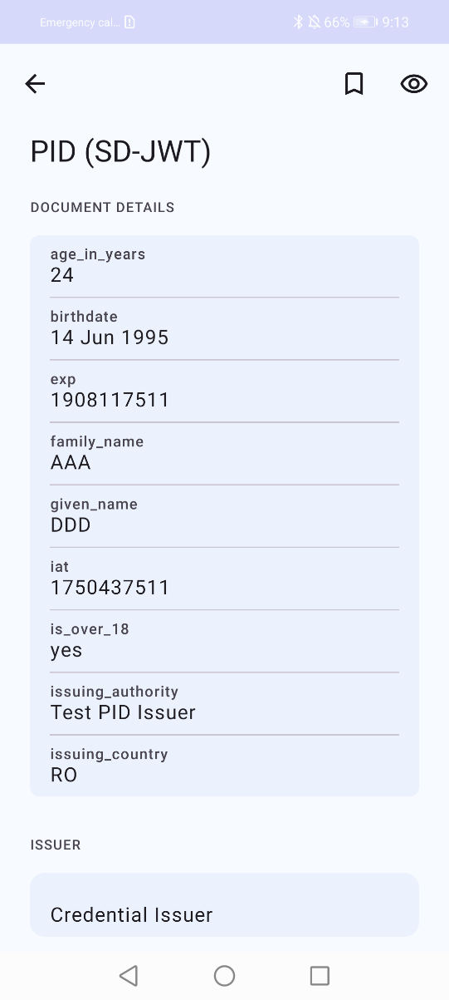 Emergency cal... 66% 9:13
PID (SD-JWT)
DOCUMENT DETAILS
age_in_years
24
birthdate
14 Jun 1995
exp
1908117511
family_name
AAA
given_name
DDD
iat
1750437511
is_over_18
yes
issuing_authority
Test PID Issuer
issuing_country
RO
ISSUER
Credential Issuer